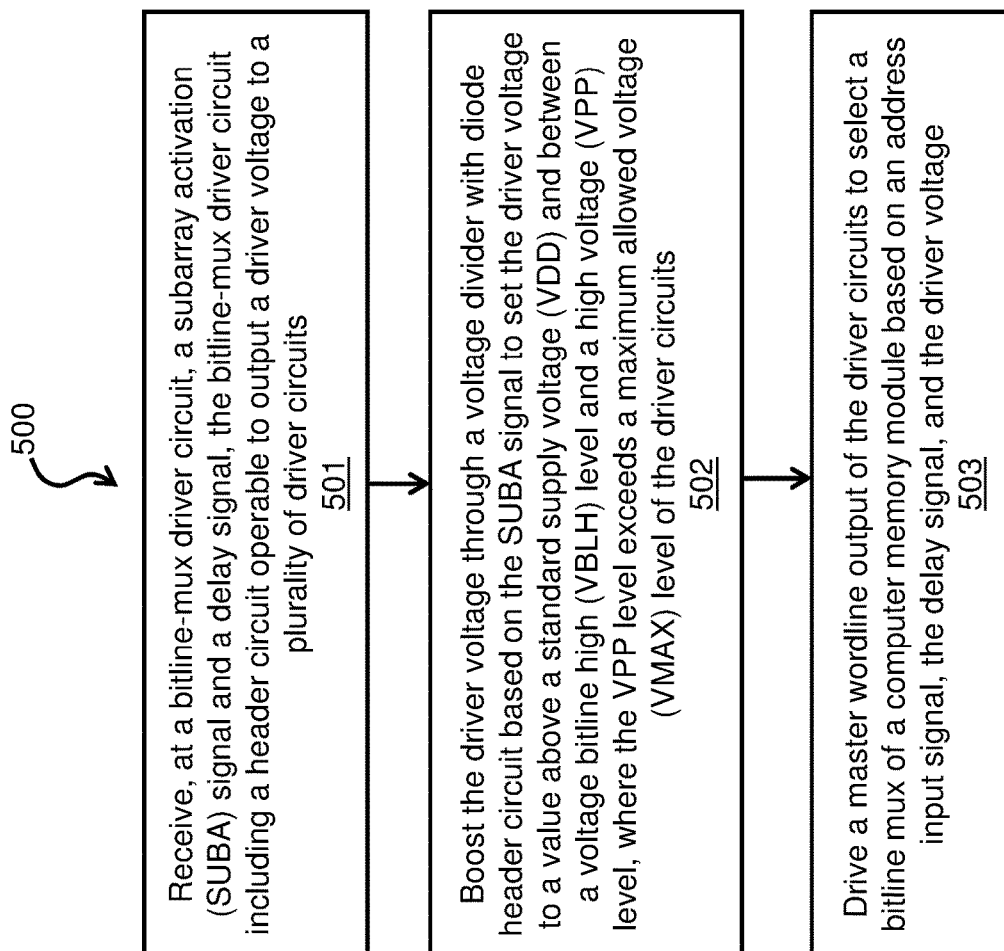 500
Receive, at a bitline-mux driver circuit, a subarray activation
(SUBA) signal and a delay signal, the bitline-mux driver circuit
including a header circuit operable to output a driver voltage to a
plurality of driver circuits
501
Boost the driver voltage through a voltage divider with diode
header circuit based on the SUBA signal to set the driver voltage
to a value above a standard supply voltage (VDD) and between
a voltage bitline high (VBLH) level and a high voltage (VPP)
level, where the VPP level exceeds a maximum allowed voltage
(VMAX) level of the driver circuits
502
Drive a master wordline output of the driver circuits to select a
bitline mux of a computer memory module based on an address
input signal, the delay signal, and the driver voltage
503